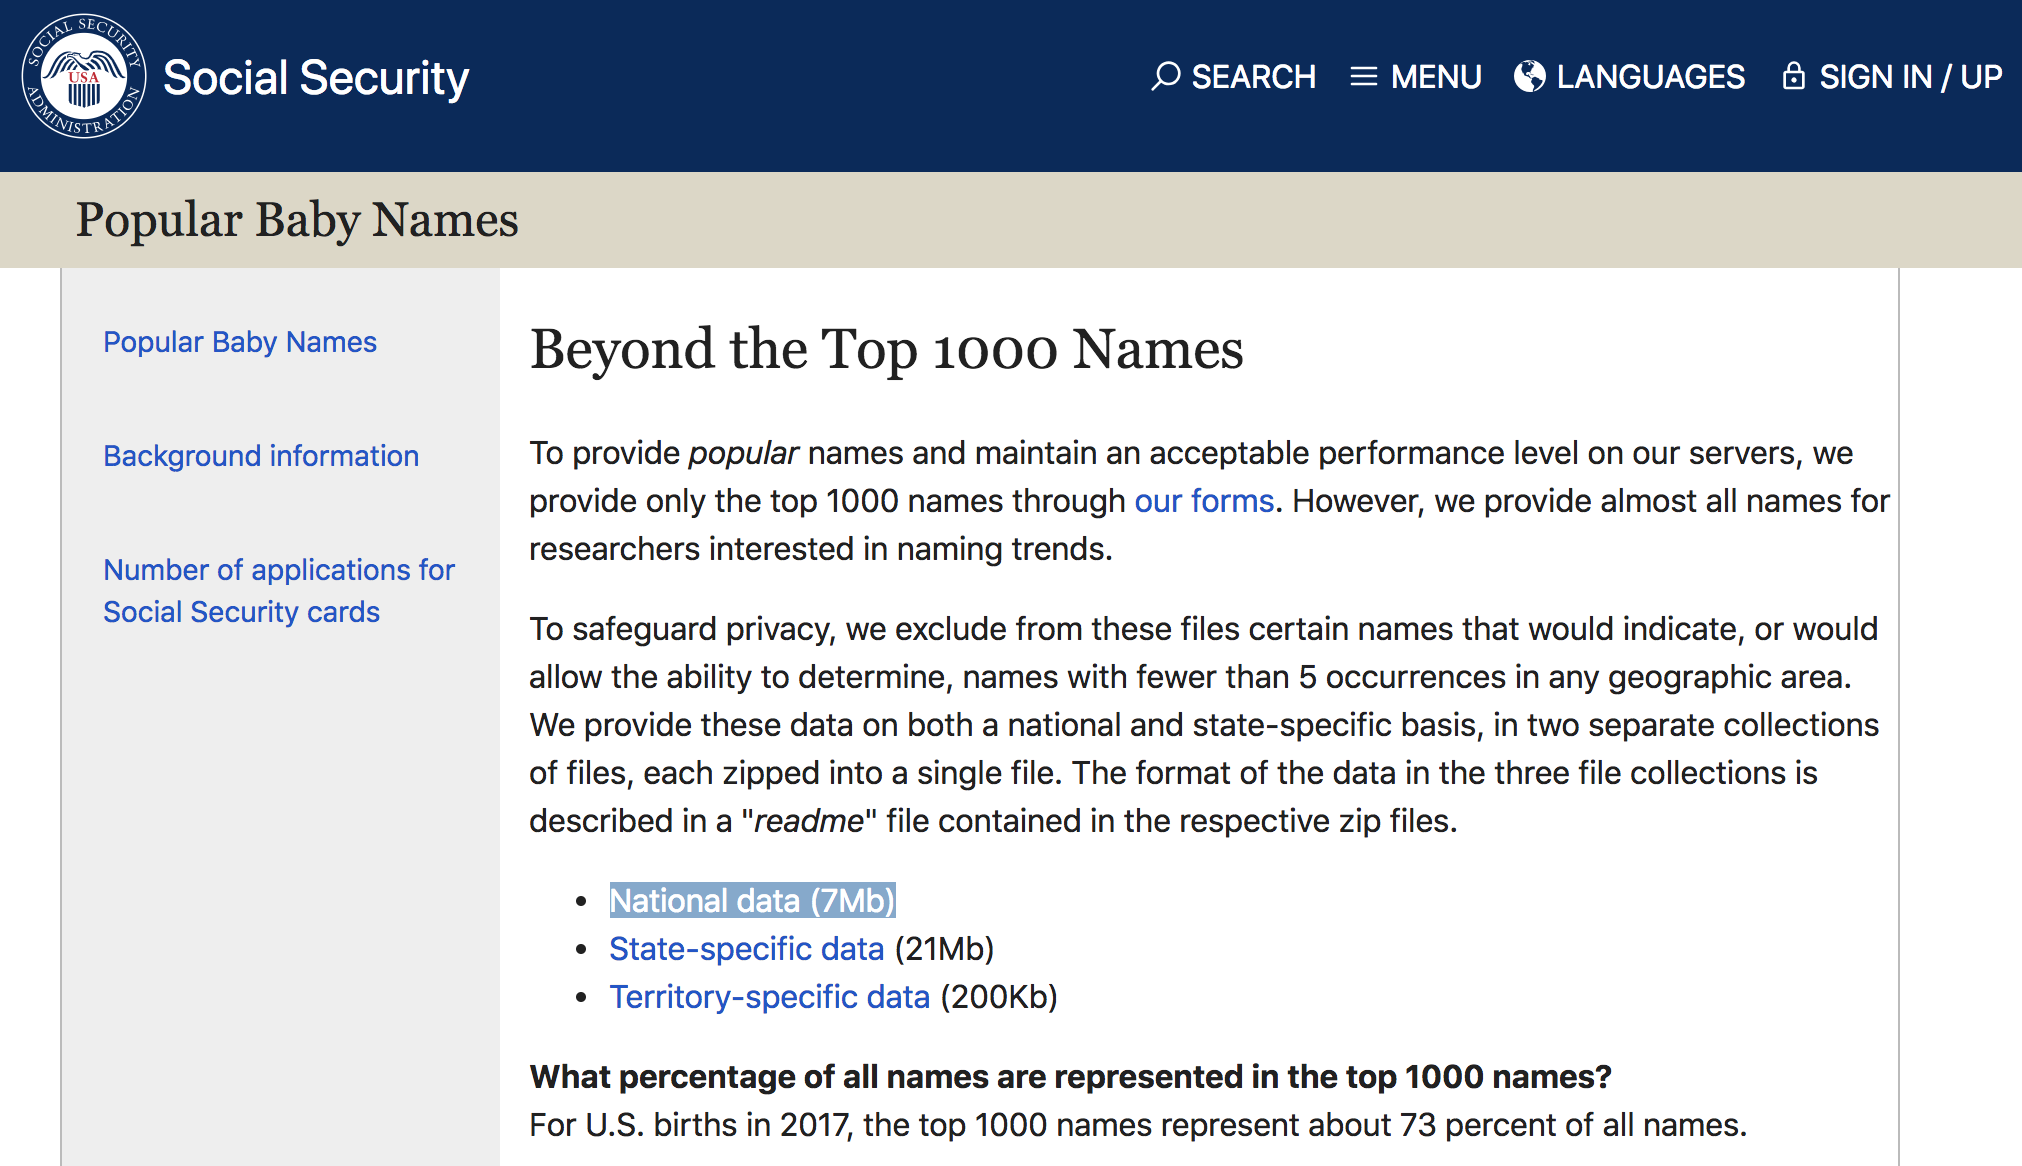 SOCIAL SECURITY ADMINISTRATION
USA
Social Security
SEARCH
MENU
LANGUAGES
SIGN IN / UP
Popular Baby Names
Popular Baby Names
Background information
Number of applications for
Social Security cards
Beyond the Top 1000 Names
To provide popular names and maintain an acceptable performance level on our servers, we
provide only the top 1000 names through our forms. However, we provide almost all names for
researchers interested in naming trends.
To safeguard privacy, we exclude from these files certain names that would indicate, or would
allow the ability to determine, names with fewer than 5 occurrences in any geographic area.
We provide these data on both a national and state-specific basis, in two separate collections
of files, each zipped into a single file. The format of the data in the three file collections is
described in a "readme" file contained in the respective zip files.
• National data (7Mb)
• State-specific data (21Mb)
• Territory-specific data (200Kb)
What percentage of all names are represented in the top 1000 names?
For U.S. births in 2017, the top 1000 names represent about 73 percent of all names.